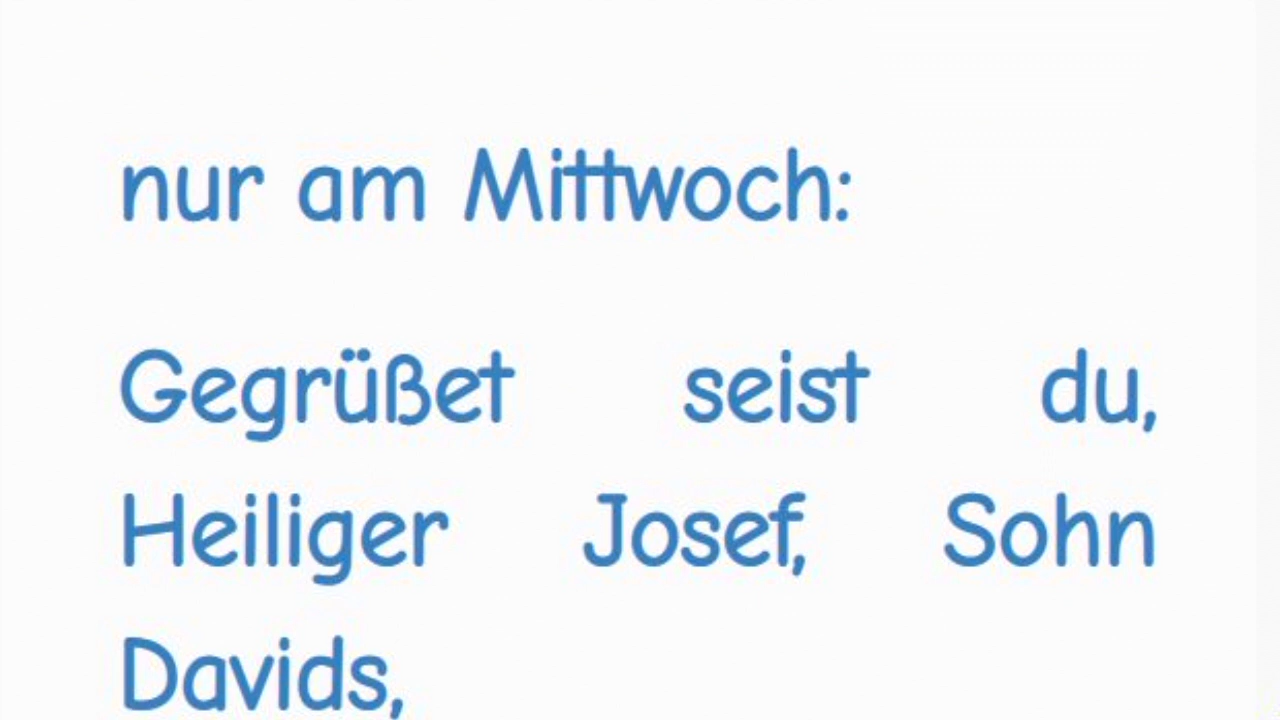 nur am Mittwoch:
Gegrüßet seist du,
Heiliger Josef, Sohn
Davids,